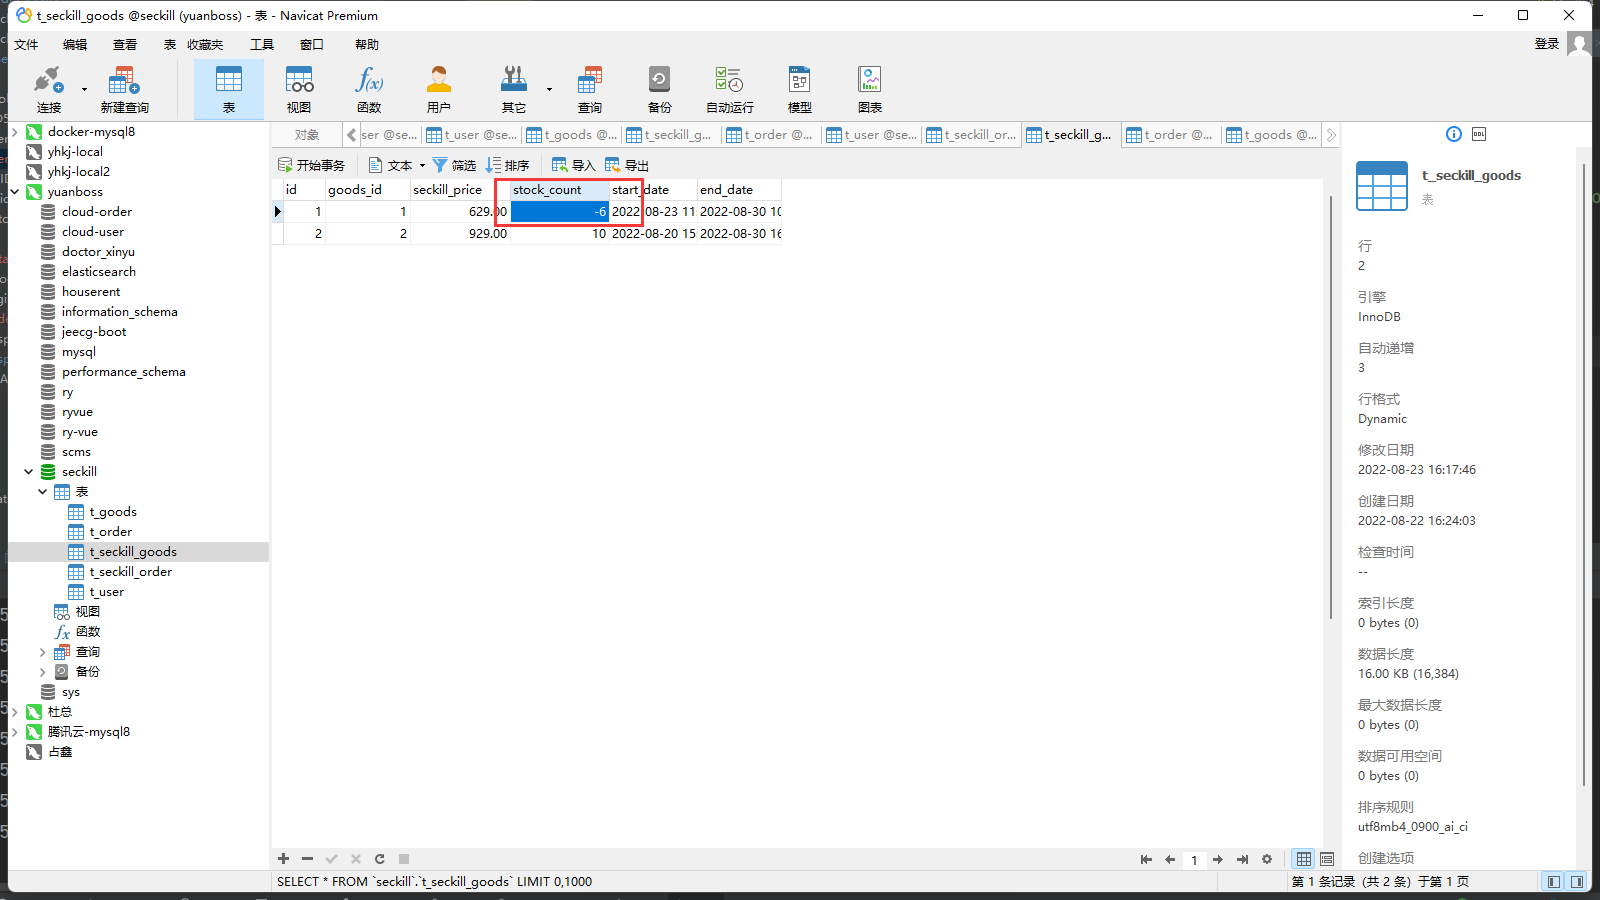 t_seckill_goods @seckill (yuanboss) - 表 - Navicat Premium
文件 编辑 查看 表 收藏夹 工具 窗口 帮助 登录
连接 新建查询 表 视图 函数 用户 其它 查询 备份 自动运行 模型 图表
对象 ser @se... t_user @se... t_goods @... t_seckill_g... t_order @... t_user @se... t_seckill_or... t_seckill_g... t_order @... t_goods @...
开始事务 文本 筛选 排序 导入 导出
id goods_id seckill_price stock_count start_date end_date
1 1 629.00 -6 2022-08-23 11: 2022-08-30 10
2 2 929.00 10 2022-08-20 15 2022-08-30 16
docker-mysql8
yhkj-local
yhkj-local2
yuanboss
cloud-order
cloud-user
doctor_xinyu
elasticsearch
houserent
information_schema
jeecg-boot
mysql
performance_schema
ry
ryvue
ry-vue
scms
seckill
表
t_goods
t_order
t_seckill_goods
t_seckill_order
t_user
视图
函数
查询
备份
sys
杜总
腾讯云-mysql8
占鑫
DDL
t_seckill_goods
表
行
2
引擎
InnoDB
自动递增
3
行格式
Dynamic
修改日期
2022-08-23 16:17:46
创建日期
2022-08-22 16:24:03
检查时间
--
索引长度
0 bytes (0)
数据长度
16.00 KB (16,384)
最大数据长度
0 bytes (0)
数据可用空间
0 bytes (0)
排序规则
utf8mb4_0900_ai_ci
创建选项
1
SELECT * FROM `seckill`.`t_seckill_goods` LIMIT 0,1000
第 1 条记录（共 2 条）于第 1 页